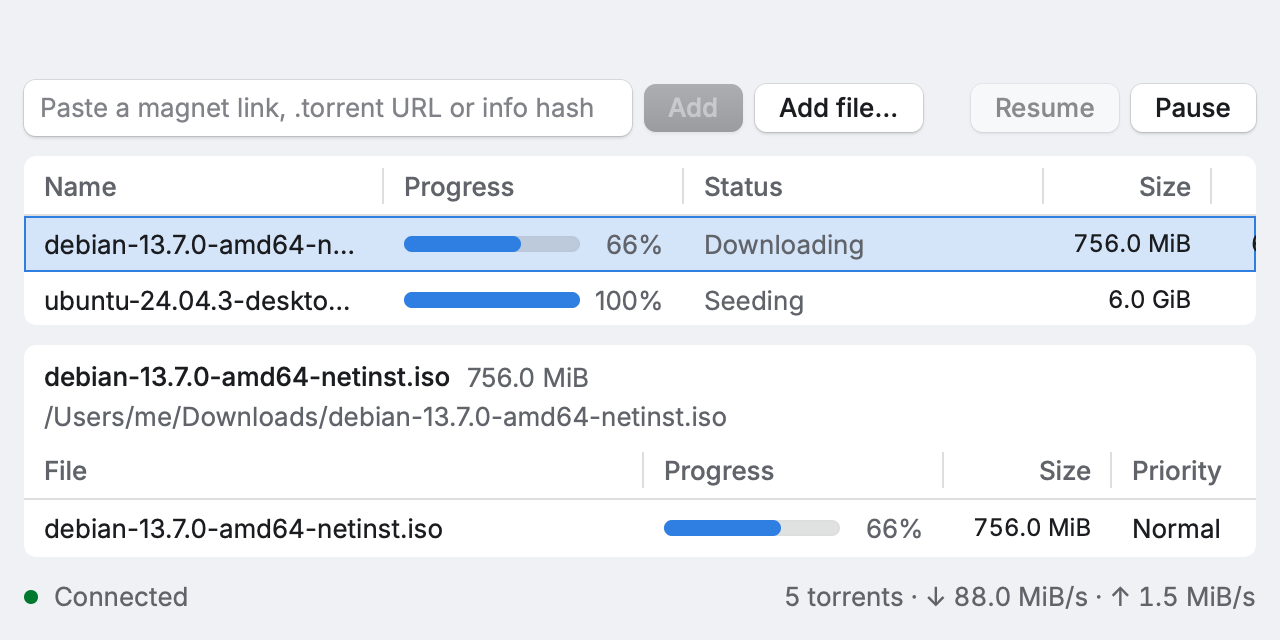 Paste a magnet link, .torrent URL or info hash Add Add file... Resume Pause
Name Progress Status Size
debian-13.7.0-amd64-n... 66% Downloading 756.0 MiB
ubuntu-24.04.3-deskto... 100% Seeding 6.0 GiB
debian-13.7.0-amd64-netinst.iso 756.0 MiB
/Users/me/Downloads/debian-13.7.0-amd64-netinst.iso
File Progress Size Priority
debian-13.7.0-amd64-netinst.iso 66% 756.0 MiB Normal
Connected 5 torrents · ↓ 88.0 MiB/s · ↑ 1.5 MiB/s